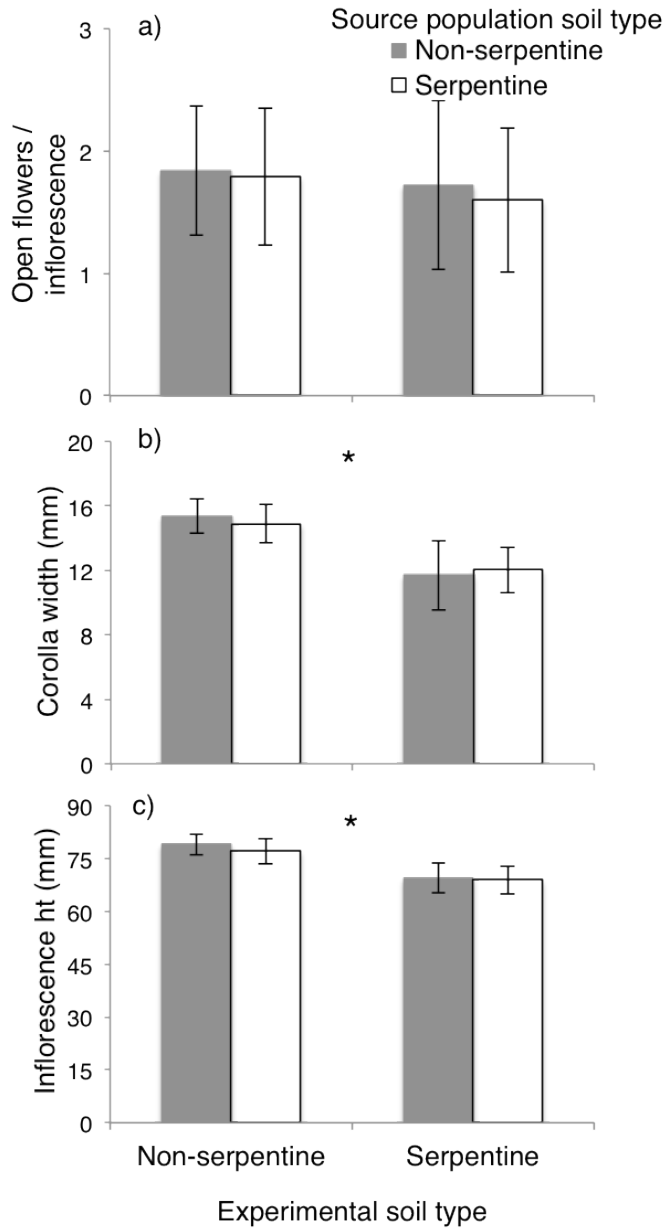 a)
Source population soil type
Non-serpentine
Serpentine
Open flowers /
inflorescence
3
2
1
0
b)
*
Corolla width (mm)
20
16
12
8
4
0
c)
*
Inflorescence ht (mm)
90
75
60
45
30
15
0
Non-serpentine Serpentine
Experimental soil type